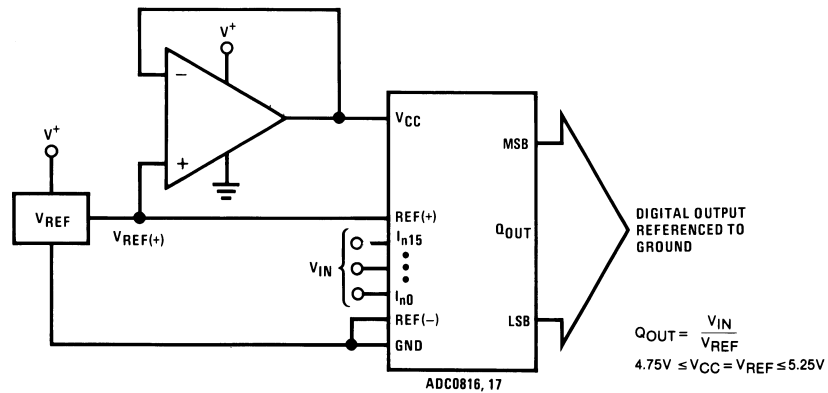 V+
−
V+
+
VREF
VREF(+)
VCC
REF(+)
In15
VIN
In0
REF(−)
GND
MSB
QOUT
LSB
ADC0816, 17
DIGITAL OUTPUT
REFERENCED TO
GROUND
QOUT = VIN / VREF
4.75V ≤ VCC = VREF ≤ 5.25V